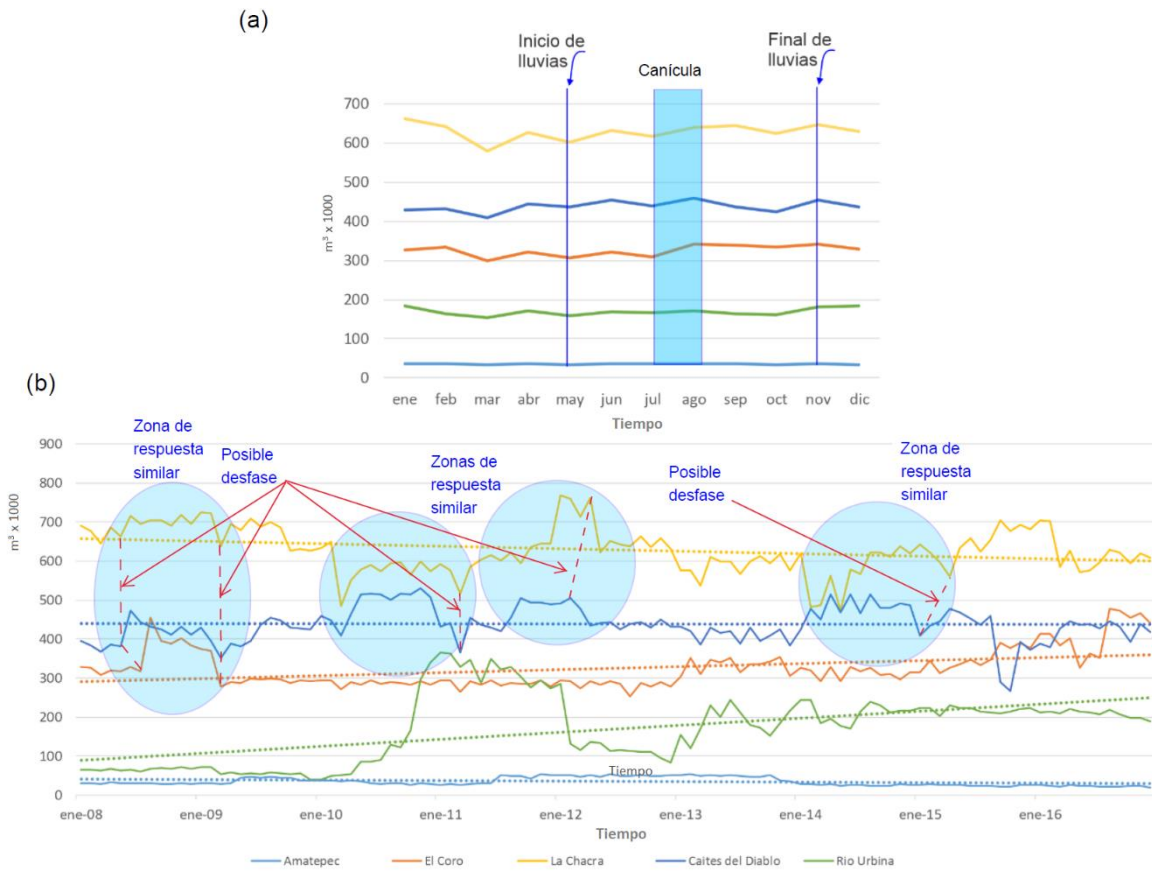 (a)
Inicio de
lluvias
Canícula
Final de
lluvias
700
600
500
400
300
200
100
0
m³ x 1000
ene feb mar abr may jun jul ago sep oct nov dic
Tiempo
(b)
Zona de
respuesta
similar
Posible
desfase
Zonas de
respuesta
similar
Posible
desfase
Zona de
respuesta
similar
900
800
700
600
500
400
300
200
100
0
m³ x 1000
Tiempo
ene-08 ene-09 ene-10 ene-11 ene-12 ene-13 ene-14 ene-15 ene-16
Tiempo
Amatepec El Coro La Chacra Caites del Diablo Rio Urbina